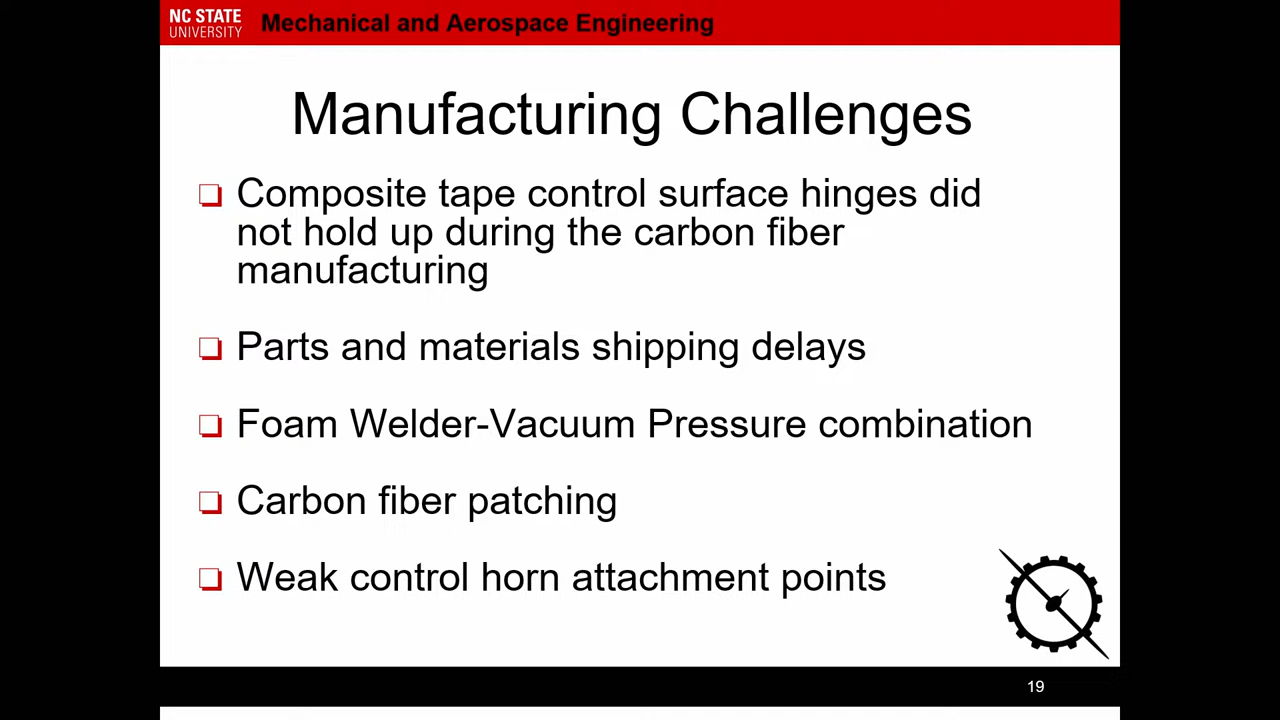 NC STATE
UNIVERSITY
Mechanical and Aerospace Engineering
Manufacturing Challenges
Composite tape control surface hinges did
not hold up during the carbon fiber
manufacturing
Parts and materials shipping delays
Foam Welder-Vacuum Pressure combination
Carbon fiber patching
Weak control horn attachment points
19